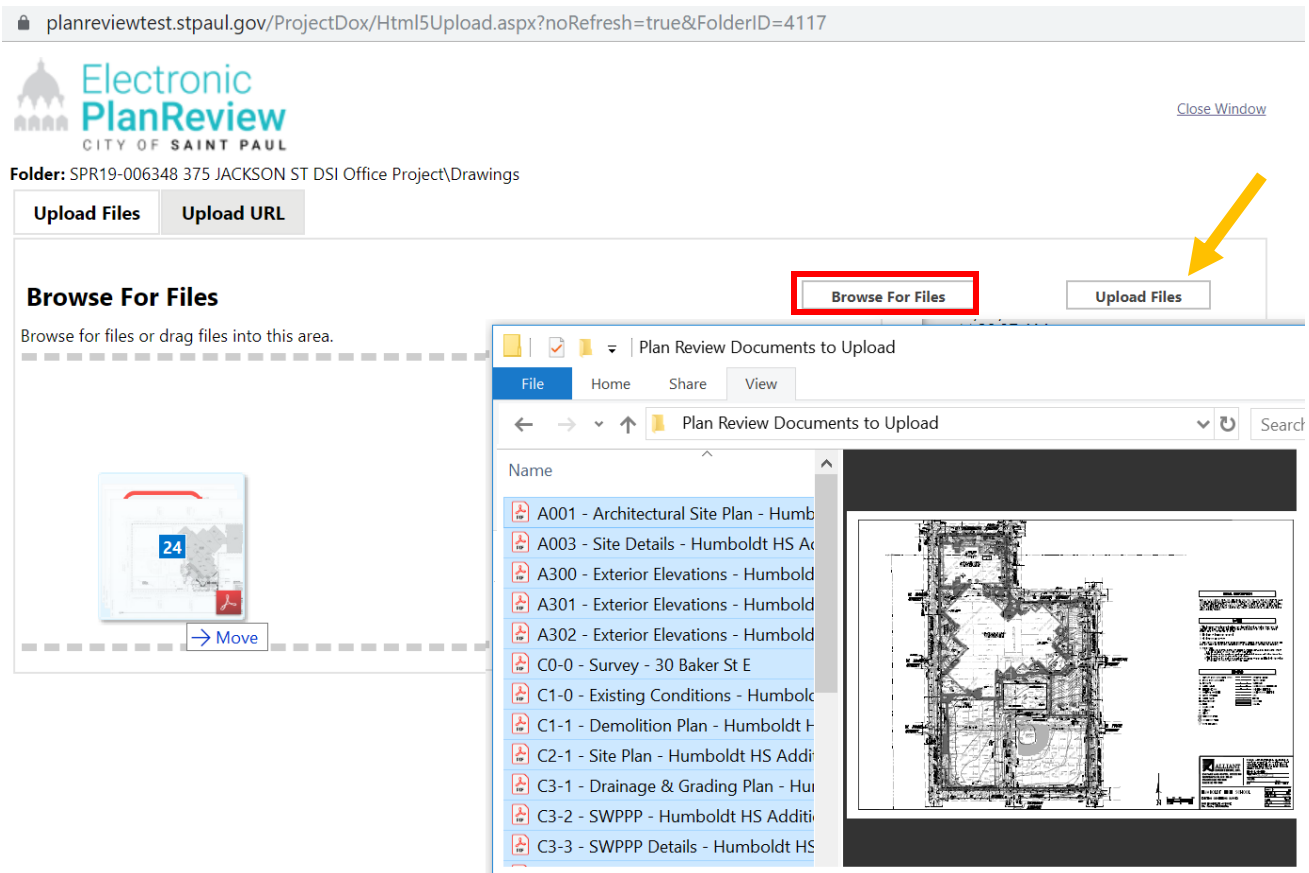 planreviewtest.stpaul.gov/ProjectDox/Html5Upload.aspx?noRefresh=true&FolderID=4117
Electronic
PlanReview
CITY OF SAINT PAUL
Close Window
Folder: SPR19-006348 375 JACKSON ST DSI Office Project\Drawings
Upload Files Upload URL
Browse For Files
Browse For Files
Upload Files
Browse for files or drag files into this area.
24
Move
Plan Review Documents to Upload
File Home Share View
Plan Review Documents to Upload
Search
Name
A001 - Architectural Site Plan - Humb
A003 - Site Details - Humboldt HS Ad
A300 - Exterior Elevations - Humbold
A301 - Exterior Elevations - Humbold
A302 - Exterior Elevations - Humbold
C0-0 - Survey - 30 Baker St E
C1-0 - Existing Conditions - Humbold
C1-1 - Demolition Plan - Humboldt H
C2-1 - Site Plan - Humboldt HS Addit
C3-1 - Drainage & Grading Plan - Hu
C3-2 - SWPPP - Humboldt HS Additi
C3-3 - SWPPP Details - Humboldt HS
ALLIANT